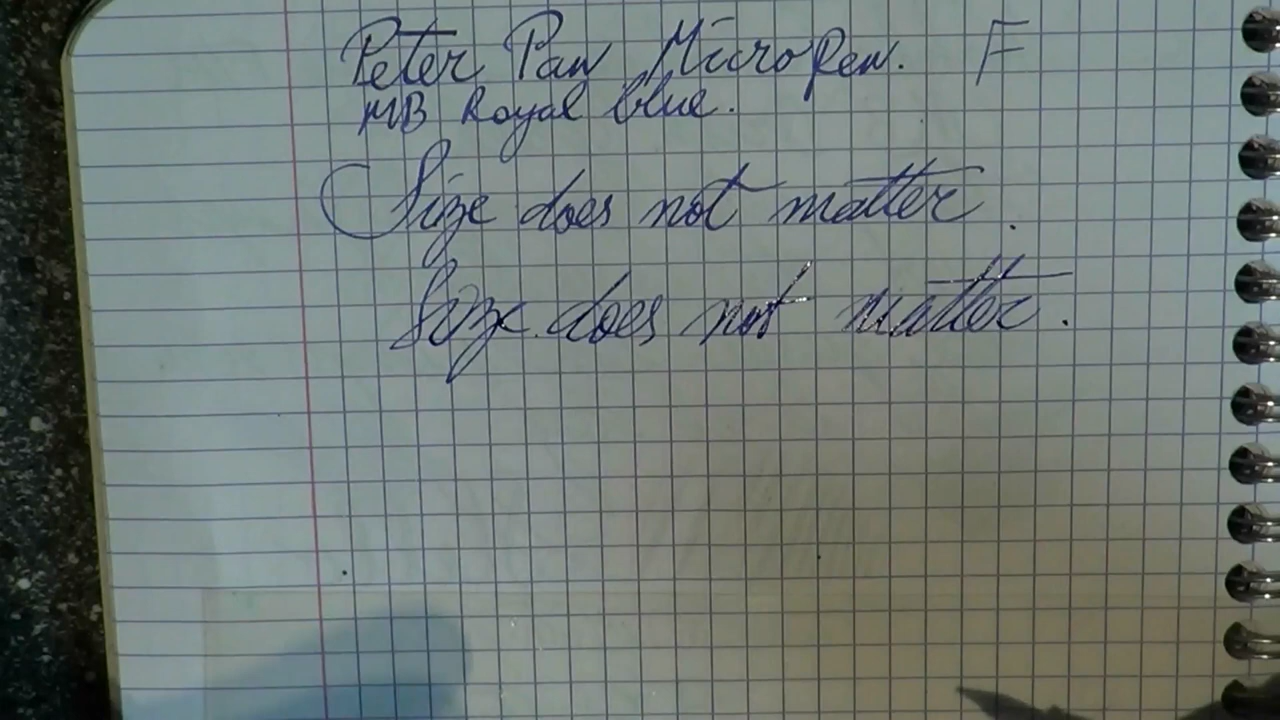 Peter Pan MicroPen. F
MB Royal blue.
Size does not matter.
Size does not matter.